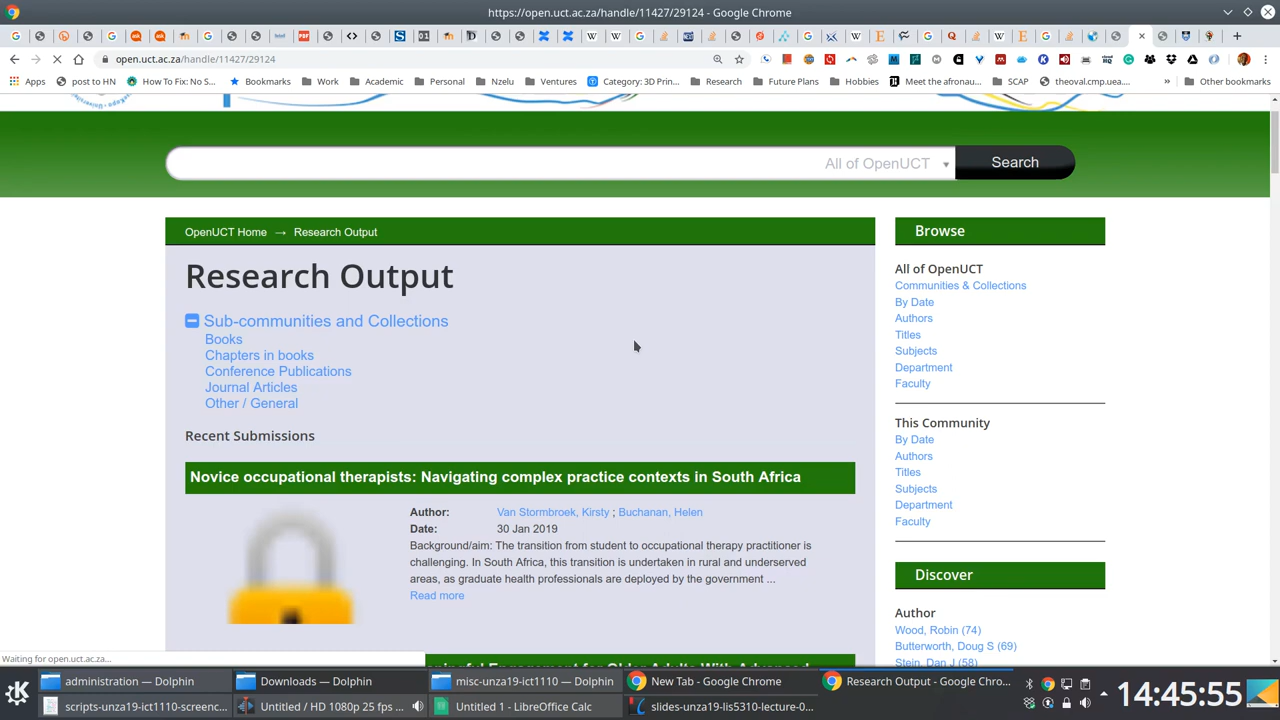 https://open.uct.ac.za/handle/11427/29124 - Google Chrome
open.uct.ac.za/handle/11427/29124
Apps post to HN How To Fix: No S... Bookmarks Work Academic Personal Nzelu Ventures Category: 3D Prin... Research Future Plans Hobbies Meet the afronau... SCAP theoval.cmp.uea.... » Other bookmarks
All of OpenUCT Search
OpenUCT Home → Research Output
Research Output
Sub-communities and Collections
Books
Chapters in books
Conference Publications
Journal Articles
Other / General
Recent Submissions
Novice occupational therapists: Navigating complex practice contexts in South Africa
Author: Van Stormbroek, Kirsty ; Buchanan, Helen
Date: 30 Jan 2019
Background/aim: The transition from student to occupational therapy practitioner is
challenging. In South Africa, this transition is undertaken in rural and underserved
areas, as graduate health professionals are deployed by the government ...
Read more
Engagement for Older Adults With Advanced
Browse
All of OpenUCT
Communities & Collections
By Date
Authors
Titles
Subjects
Department
Faculty
This Community
By Date
Authors
Titles
Subjects
Department
Faculty
Discover
Author
Wood, Robin (74)
Butterworth, Doug S (69)
Stein, Dan J (58)
Waiting for open.uct.ac.za...
administration — Dolphin Downloads — Dolphin misc-unza19-ict1110 — Dolphin New Tab - Google Chrome Research Output - Google Chro...
scripts-unza19-ict1110-screenc... Untitled / HD 1080p 25 fps ... Untitled 1 - LibreOffice Calc slides-unza19-lis5310-lecture-0...
14:45:55